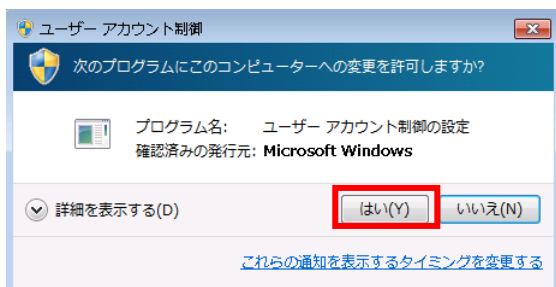 ユーザー アカウント制御
次のプログラムにこのコンピューターへの変更を許可しますか?
プログラム名: ユーザー アカウント制御の設定
確認済みの発行元: Microsoft Windows
詳細を表示する(D) はい(Y) いいえ(N)
これらの通知を表示するタイミングを変更する